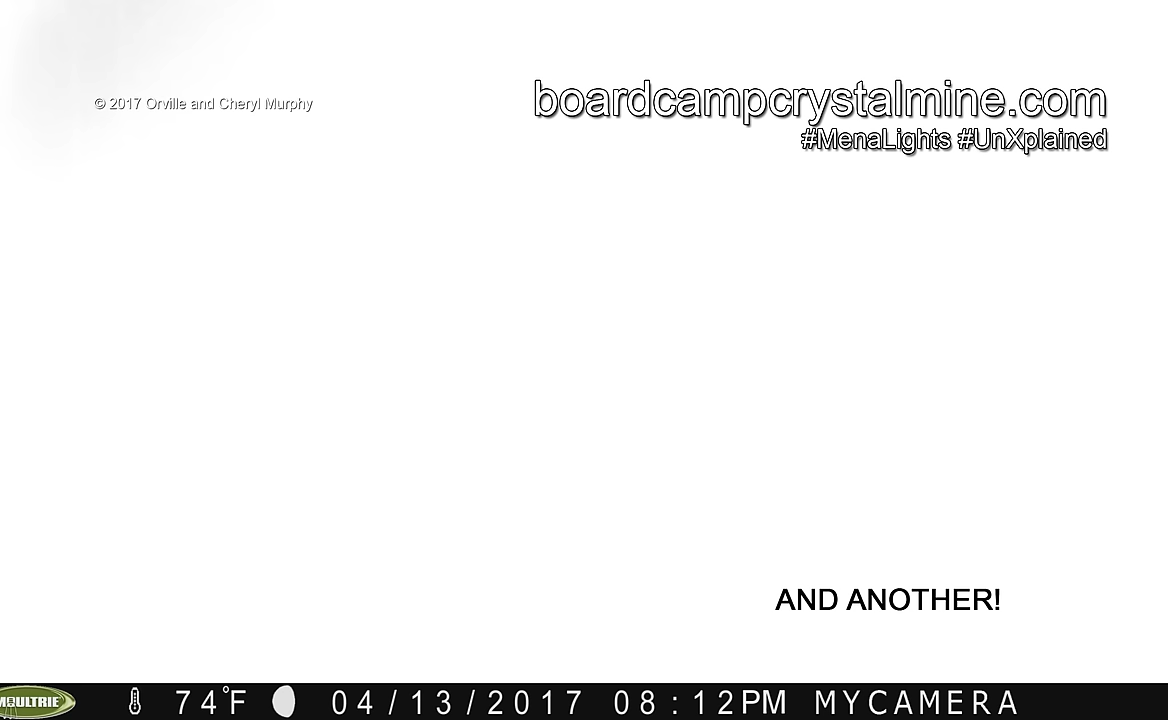 © 2017 Orville and Cheryl Murphy
boardcampcrystalmine.com
#MenaLights #UnXplained
AND ANOTHER!
MOULTRIE 74°F 04/13/2017 08:12PM MYCAMERA